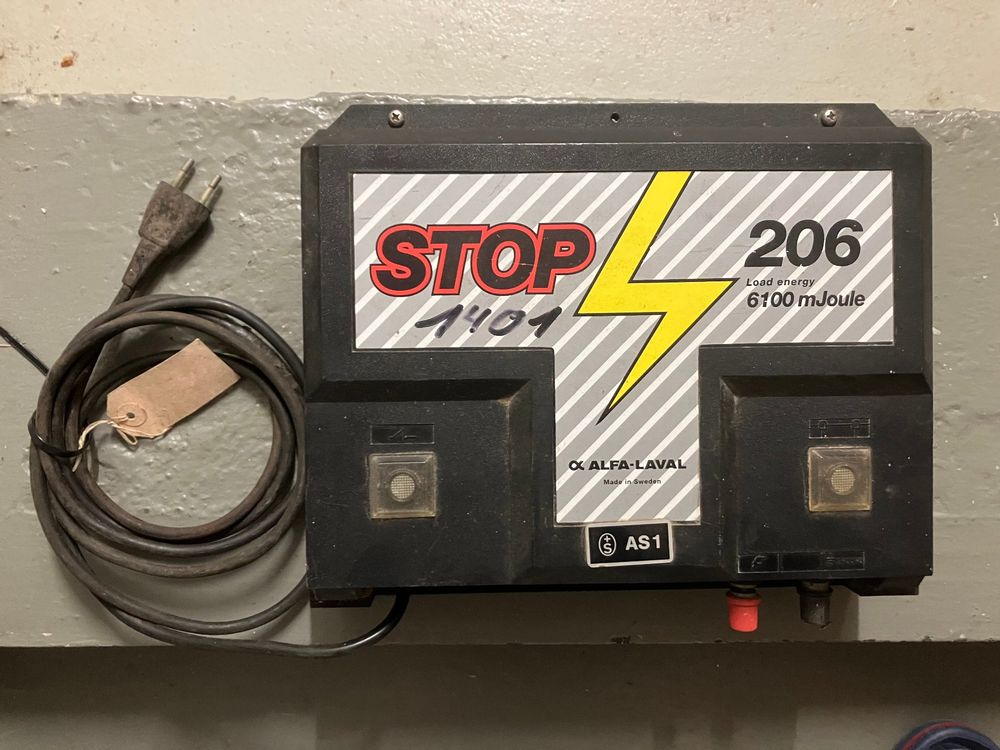 STOP
206
Load energy
6100 mJoule
1401
α ALFA-LAVAL
Made in Sweden
+S AS1